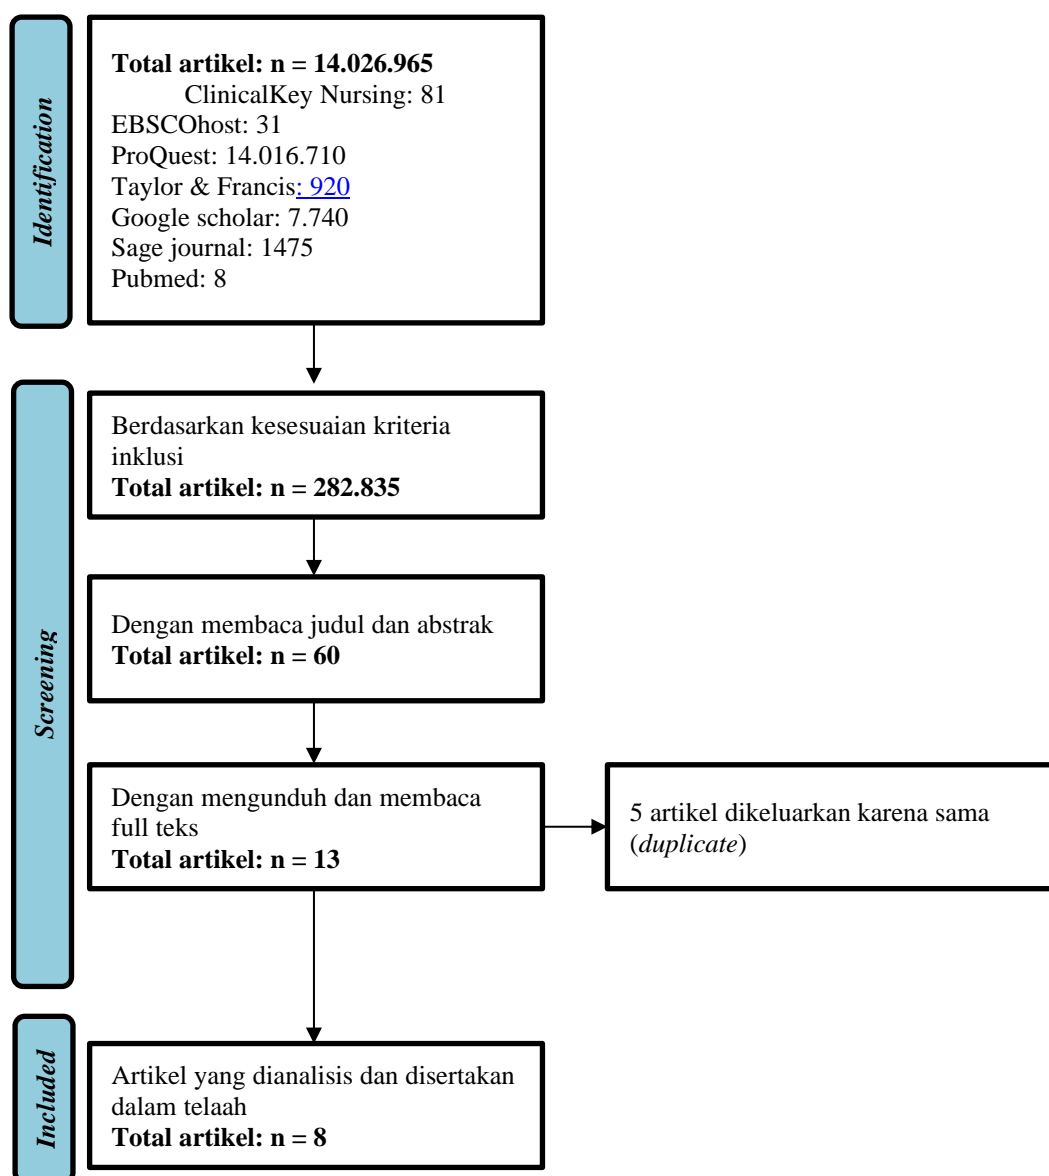 Identification
Total artikel: n = 14.026.965
ClinicalKey Nursing: 81
EBSCOhost: 31
ProQuest: 14.016.710
Taylor & Francis: 920
Google scholar: 7.740
Sage journal: 1475
Pubmed: 8
Screening
Berdasarkan kesesuaian kriteria
inklusi
Total artikel: n = 282.835
Dengan membaca judul dan abstrak
Total artikel: n = 60
Dengan mengunduh dan membaca
full teks
Total artikel: n = 13
5 artikel dikeluarkan karena sama
(duplicate)
Included
Artikel yang dianalisis dan disertakan
dalam telaah
Total artikel: n = 8